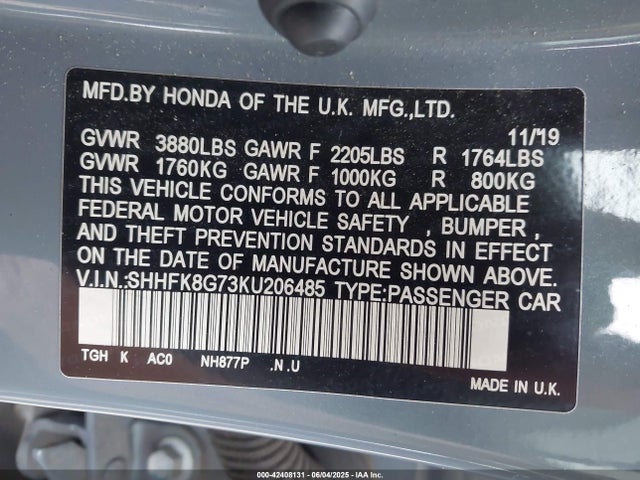 MFD.BY HONDA OF THE U.K. MFG.,LTD.
11/'19
GVWR 3880LBS GAWR F 2205LBS R 1764LBS
GVWR 1760KG GAWR F 1000KG R 800KG
THIS VEHICLE CONFORMS TO ALL APPLICABLE
FEDERAL MOTOR VEHICLE SAFETY , BUMPER ,
AND THEFT PREVENTION STANDARDS IN EFFECT
ON THE DATE OF MANUFACTURE SHOWN ABOVE.
V.I.N.:SHHFK8G73KU206485 TYPE:PASSENGER CAR
TGH K AC0 NH877P .N.U
MADE IN U.K.
000-42408131 - 06/04/2025 - IAA Inc.